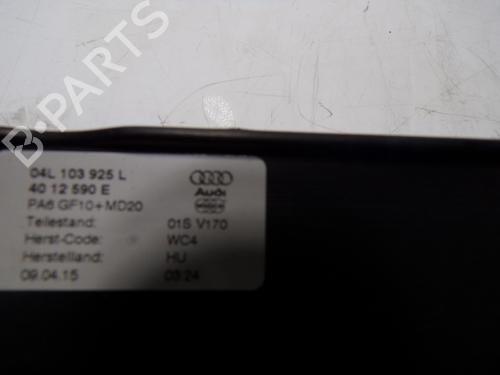 B-PARTS
04L 103 925 L
40 12 590 E
Audi
PA6 GF10+MD20
Teilestand: 01S V170
Herst-Code: WC4
Herstelland: HU
09.04.15 03:24